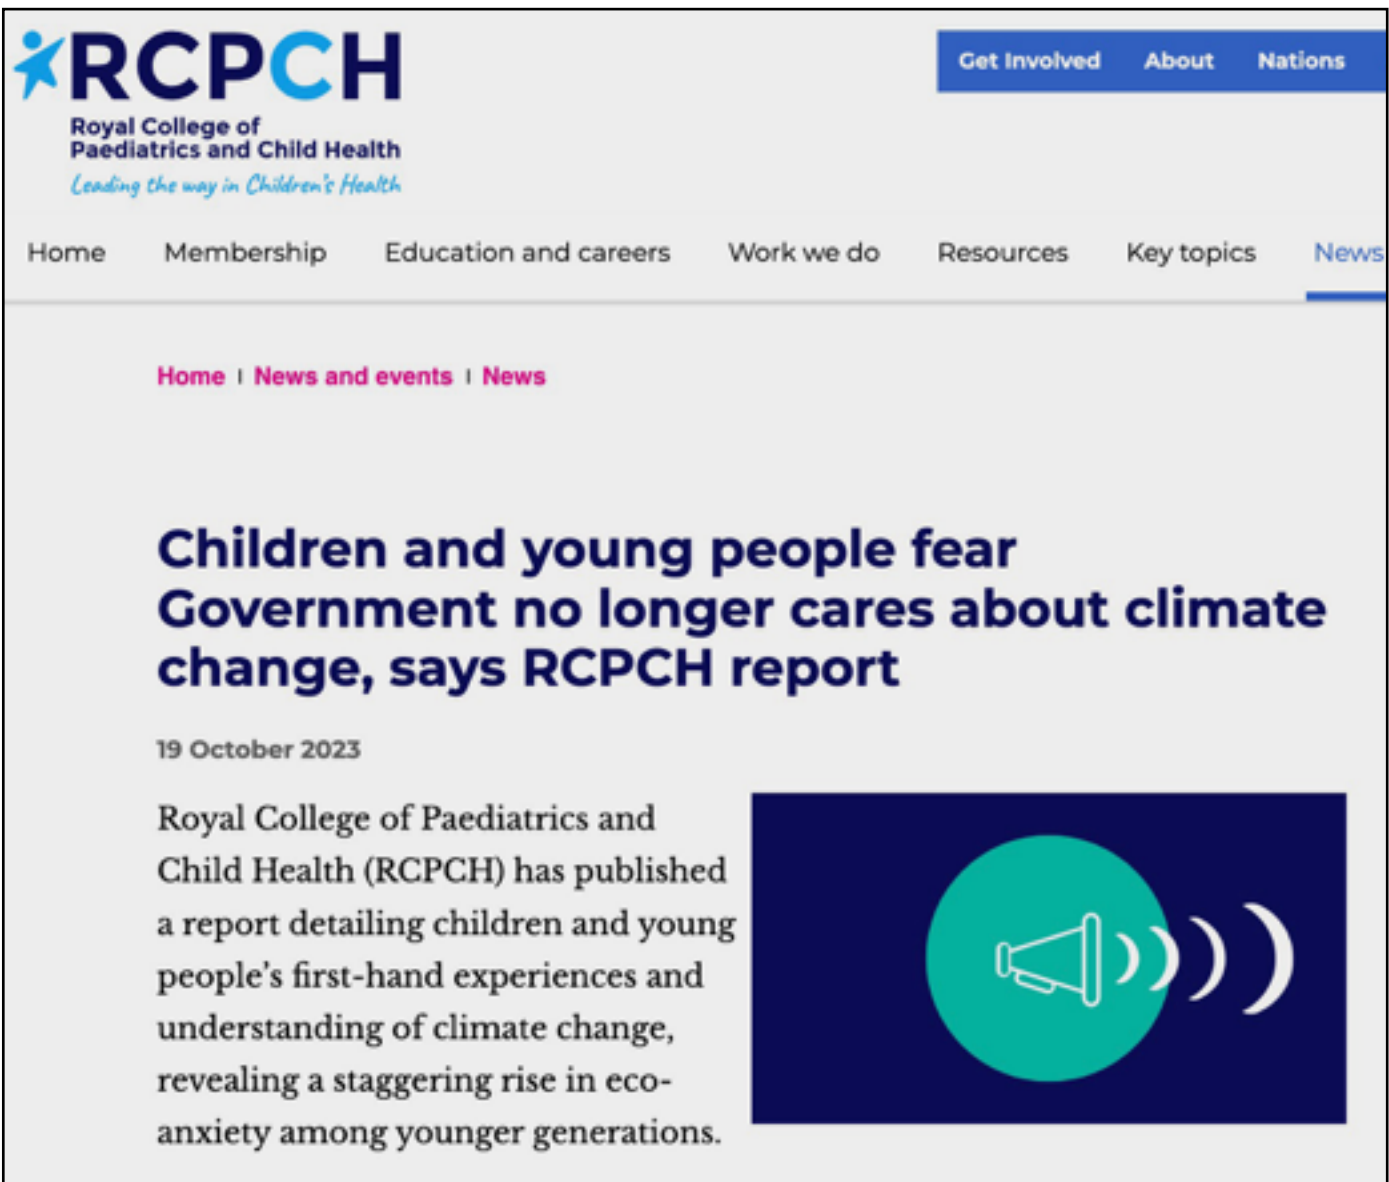 RCPCH
Royal College of
Paediatrics and Child Health
Leading the way in Children's Health
Get Involved About Nations
Home Membership Education and careers Work we do Resources Key topics News
Home | News and events | News
Children and young people fear
Government no longer cares about climate
change, says RCPCH report
19 October 2023
Royal College of Paediatrics and
Child Health (RCPCH) has published
a report detailing children and young
people’s first-hand experiences and
understanding of climate change,
revealing a staggering rise in eco-
anxiety among younger generations.